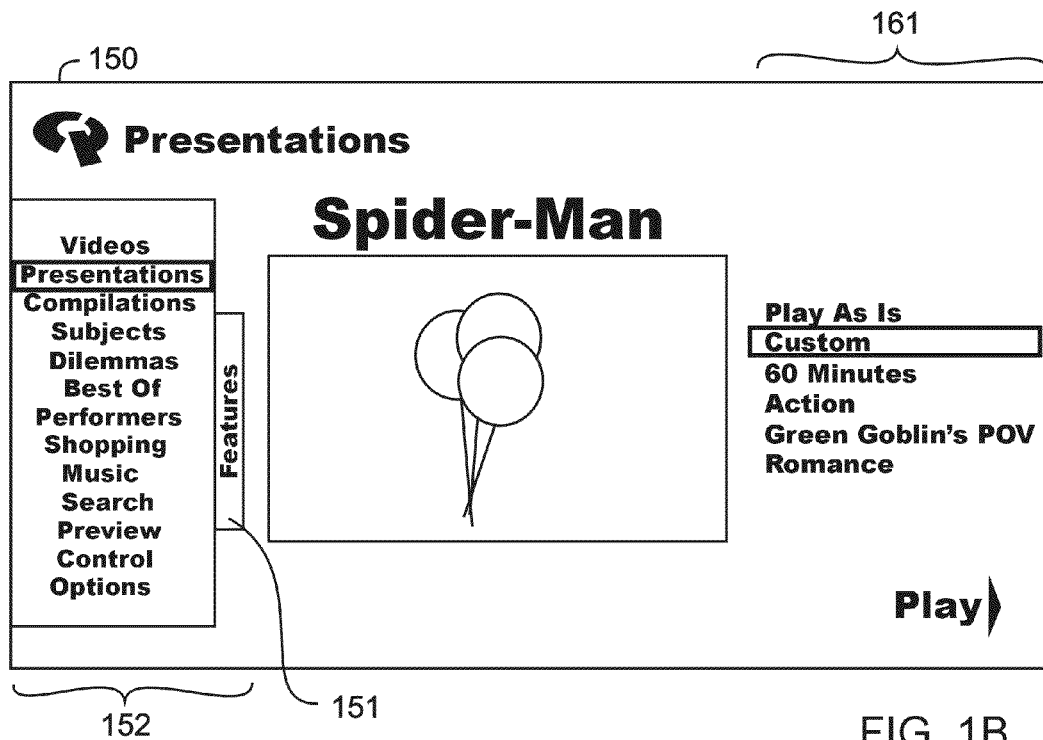 161
150
Presentations
Spider-Man
Videos
Presentations
Compilations
Subjects
Dilemmas
Best Of
Performers
Shopping
Music
Search
Preview
Control
Options
Features
Play As Is
Custom
60 Minutes
Action
Green Goblin's POV
Romance
Play
152
151
FIG. 1B